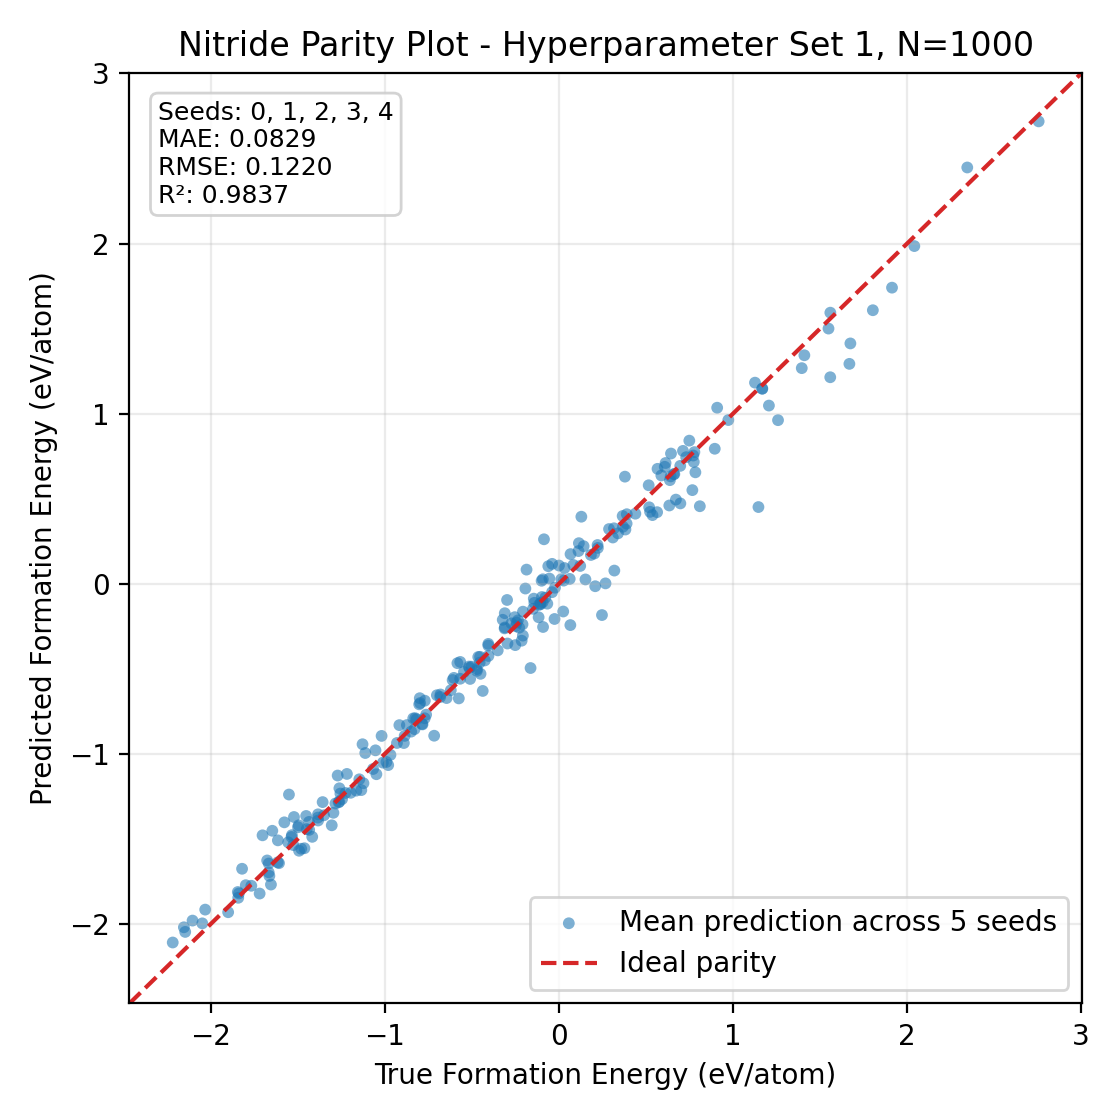 Nitride Parity Plot - Hyperparameter Set 1, N=1000
Seeds: 0, 1, 2, 3, 4
MAE: 0.0829
RMSE: 0.1220
R²: 0.9837
Predicted Formation Energy (eV/atom)
3
2
1
0
−1
−2
Mean prediction across 5 seeds
Ideal parity
−2
−1
0
1
2
3
True Formation Energy (eV/atom)